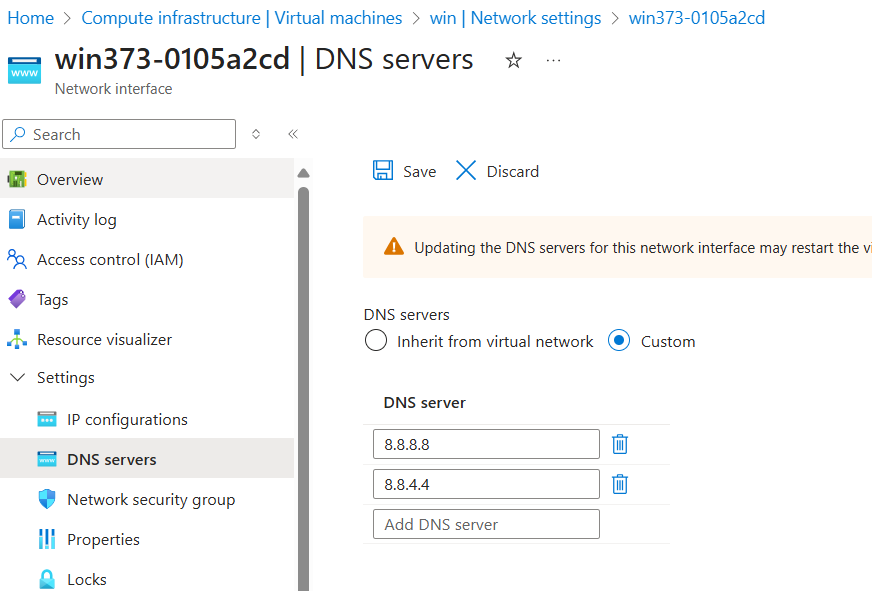 Home > Compute infrastructure | Virtual machines > win | Network settings > win373-0105a2cd
www
win373-0105a2cd | DNS servers
Network interface
Search
Overview
Activity log
Access control (IAM)
Tags
Resource visualizer
Settings
IP configurations
DNS servers
Network security group
Properties
Locks
Save
Discard
Updating the DNS servers for this network interface may restart the vi
DNS servers
Inherit from virtual network
Custom
DNS server
8.8.8.8
8.8.4.4
Add DNS server